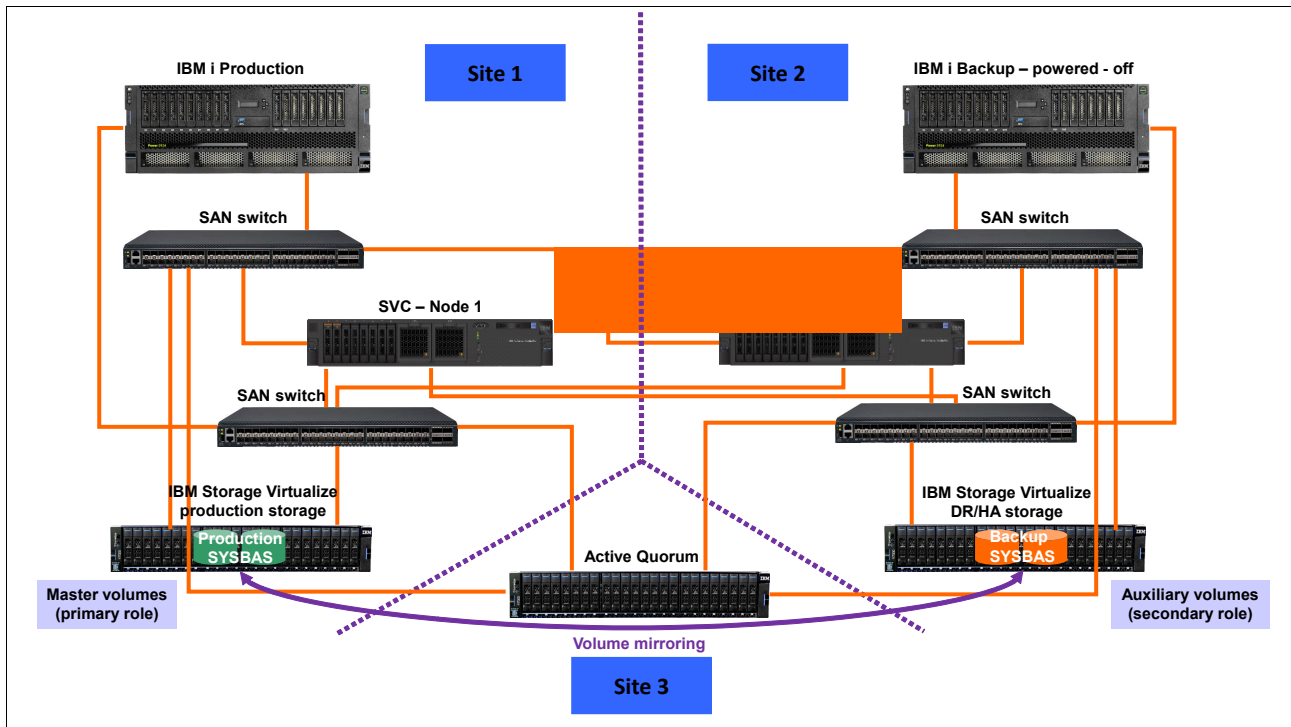 Site 1
Site 2
IBM i Production
IBM i Backup – powered - off
SAN switch
SAN switch
SVC – Node 1
SAN switch
SAN switch
IBM Storage Virtualize
production storage
IBM Storage Virtualize
DR/HA storage
Production
SYSBAS
Backup
SYSBAS
Active Quorum
Master volumes
(primary role)
Auxiliary volumes
(secondary role)
Volume mirroring
Site 3